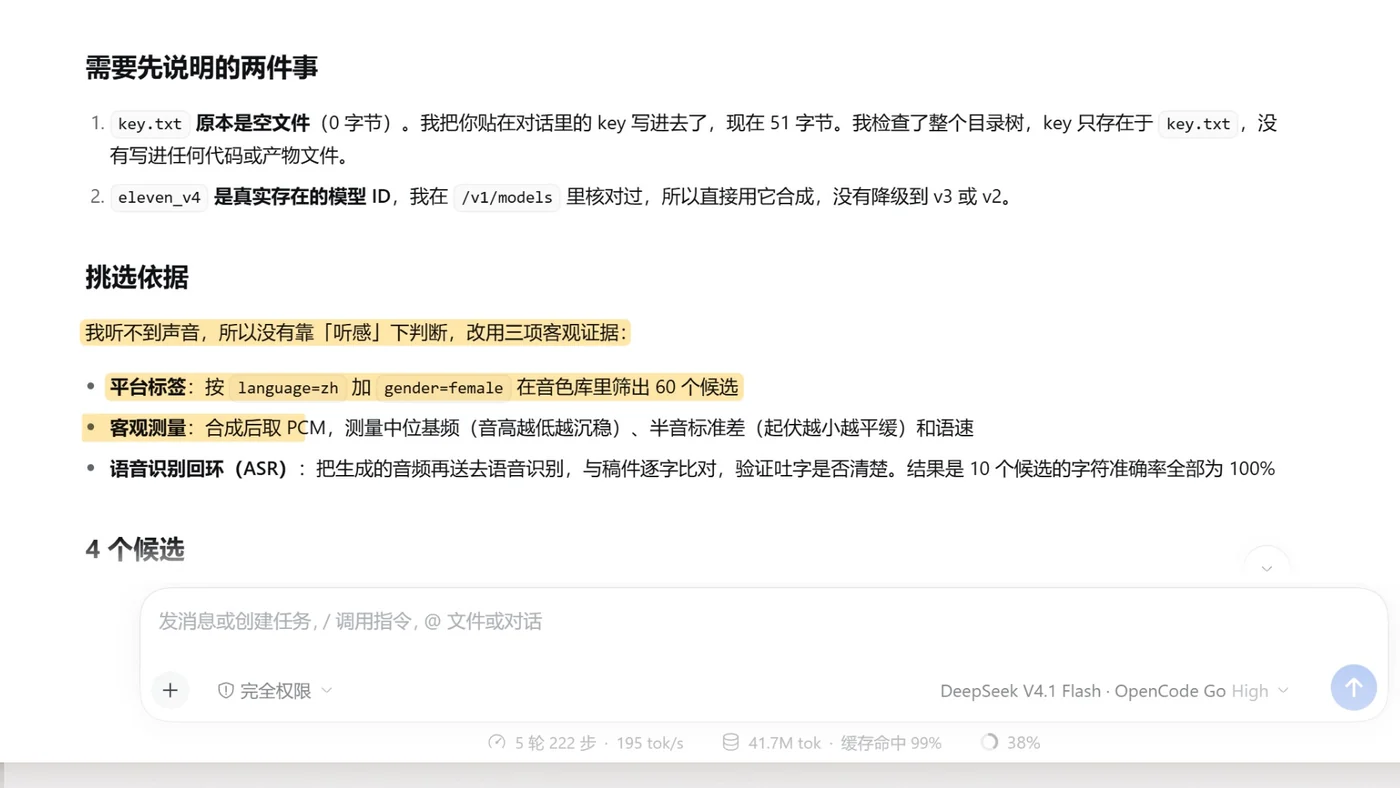 需要先说明的两件事
1. key.txt 原本是空文件（0 字节）。我把你贴在对话里的 key 写进去了，现在 51 字节。我检查了整个目录树，key 只存在于 key.txt，没
有写进任何代码或产物文件。
2. eleven_v4 是真实存在的模型 ID，我在 /v1/models 里核对过，所以直接用它合成，没有降级到 v3 或 v2。
挑选依据
我听不到声音，所以没有靠「听感」下判断，改用三项客观证据：
• 平台标签：按 language=zh 加 gender=female 在音色库里筛出 60 个候选
• 客观测量：合成后取 PCM，测量中位基频（音高越低越沉稳）、半音标准差（起伏越小越平缓）和语速
• 语音识别回环（ASR）：把生成的音频再送去语音识别，与稿件逐字比对，验证吐字是否清楚。结果是 10 个候选的字符准确率全部为 100%
4 个候选
发消息或创建任务, / 调用指令, @ 文件或对话
完全权限
DeepSeek V4.1 Flash · OpenCode Go High
5 轮 222 步 · 195 tok/s 41.7M tok · 缓存命中 99% 38%